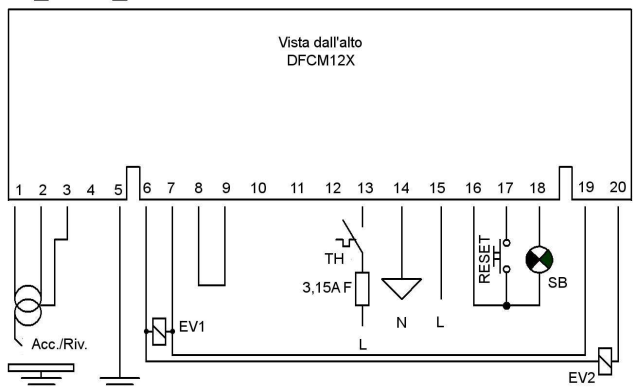 Vista dall'alto
DFCM12X
1 2 3 4 5 6 7 8 9 10 11 12 13 14 15 16 17 18 19 20
TH
RESET
SB
3,15A F
EV1
N
L
L
Acc./Riv.
EV2